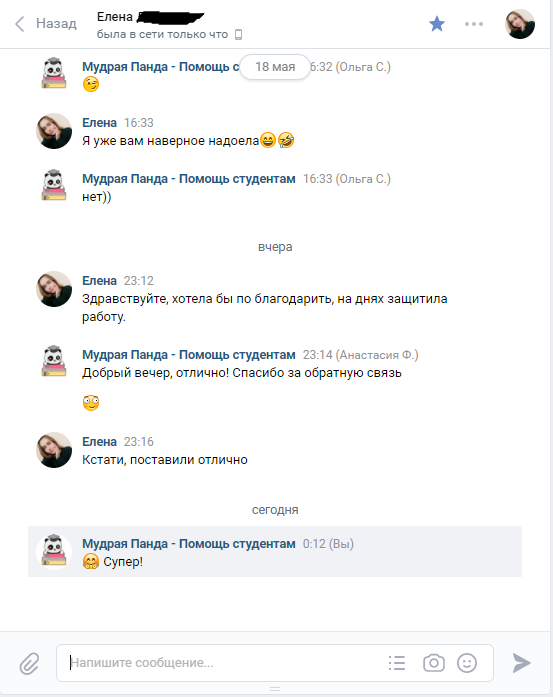 Назад
Елена
была в сети только что
18 мая
Мудрая Панда - Помощь с 6:32 (Ольга С.)
Елена 16:33
Я уже вам наверное надоела😄🤣
Мудрая Панда - Помощь студентам 16:33 (Ольга С.)
нет))
вчера
Елена 23:12
Здравствуйте, хотела бы по благодарить, на днях защитила
работу.
Мудрая Панда - Помощь студентам 23:14 (Анастасия Ф.)
Добрый вечер, отлично! Спасибо за обратную связь
Елена 23:16
Кстати, поставили отлично
сегодня
Мудрая Панда - Помощь студентам 0:12 (Вы)
🤗 Супер!
Напишите сообщение...